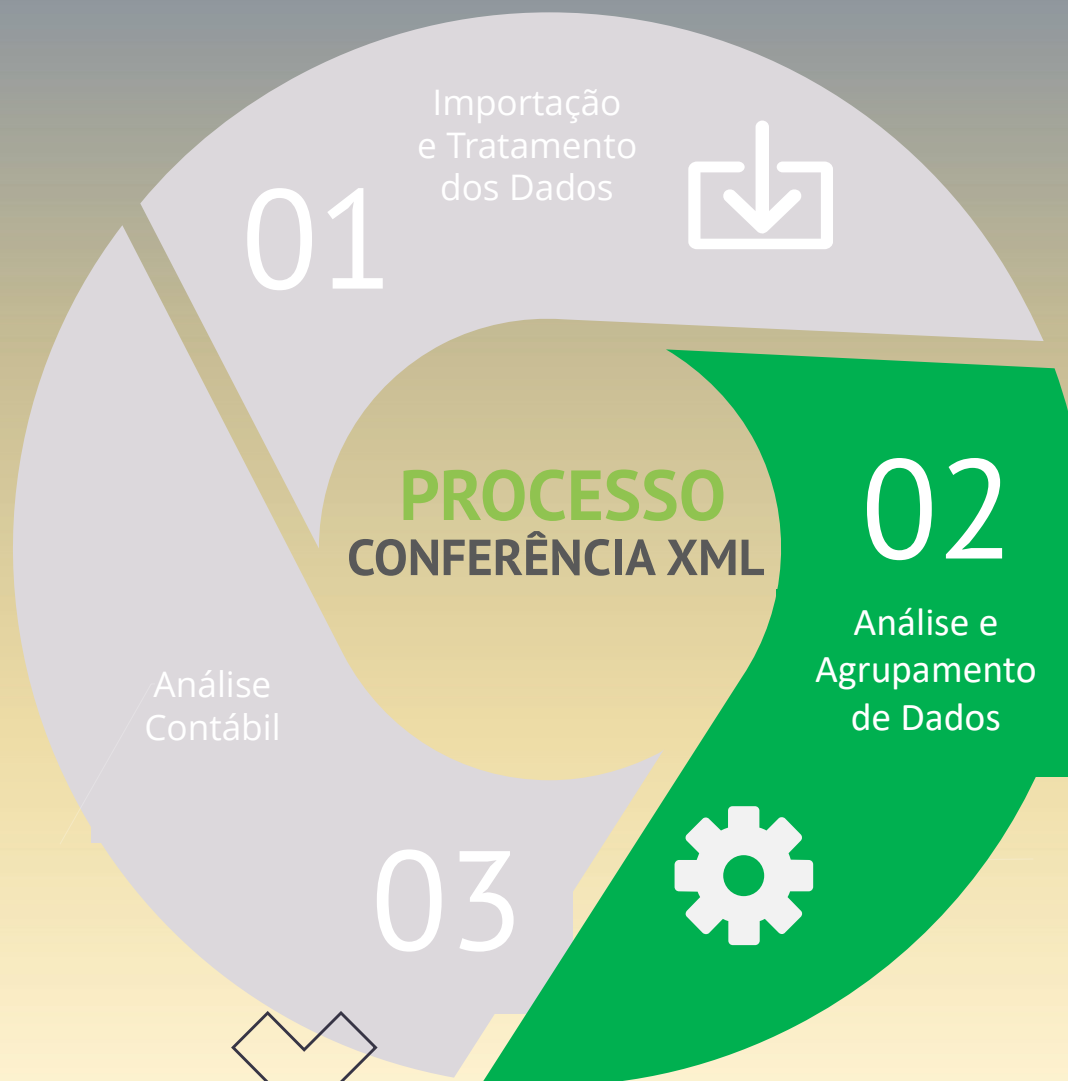 01
Importação
e Tratamento
dos Dados
PROCESSO
CONFERÊNCIA XML
02
Análise e
Agrupamento
de Dados
Análise
Contábil
03